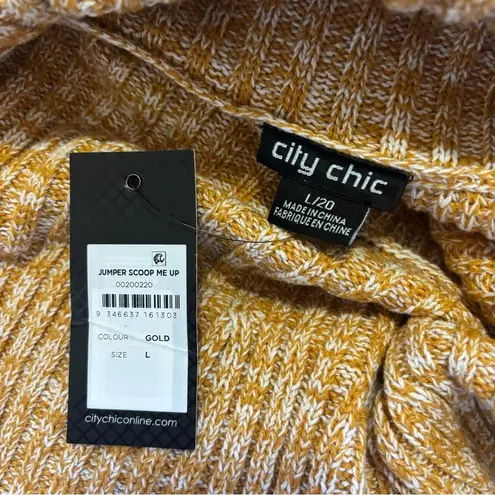 city chic
L/20
MADE IN CHINA
FABRIQUE EN CHINE
JUMPER SCOOP ME UP
00200220
9 346637 161303
COLOUR GOLD
SIZE L
citychiconline.com